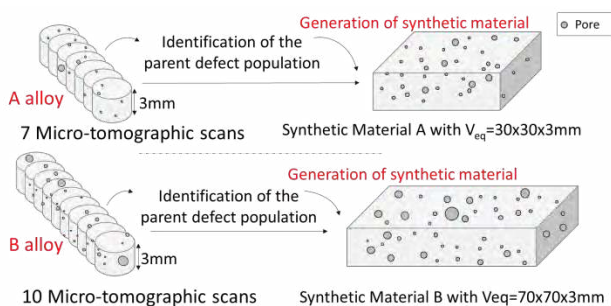 Generation of synthetic material
Pore
Identification of the
parent defect population
A alloy
3mm
7 Micro-tomographic scans
Synthetic Material A with Veq=30x30x3mm
Generation of synthetic material
Identification of the
parent defect population
B alloy
3mm
10 Micro-tomographic scans
Synthetic Material B with Veq=70x70x3mm